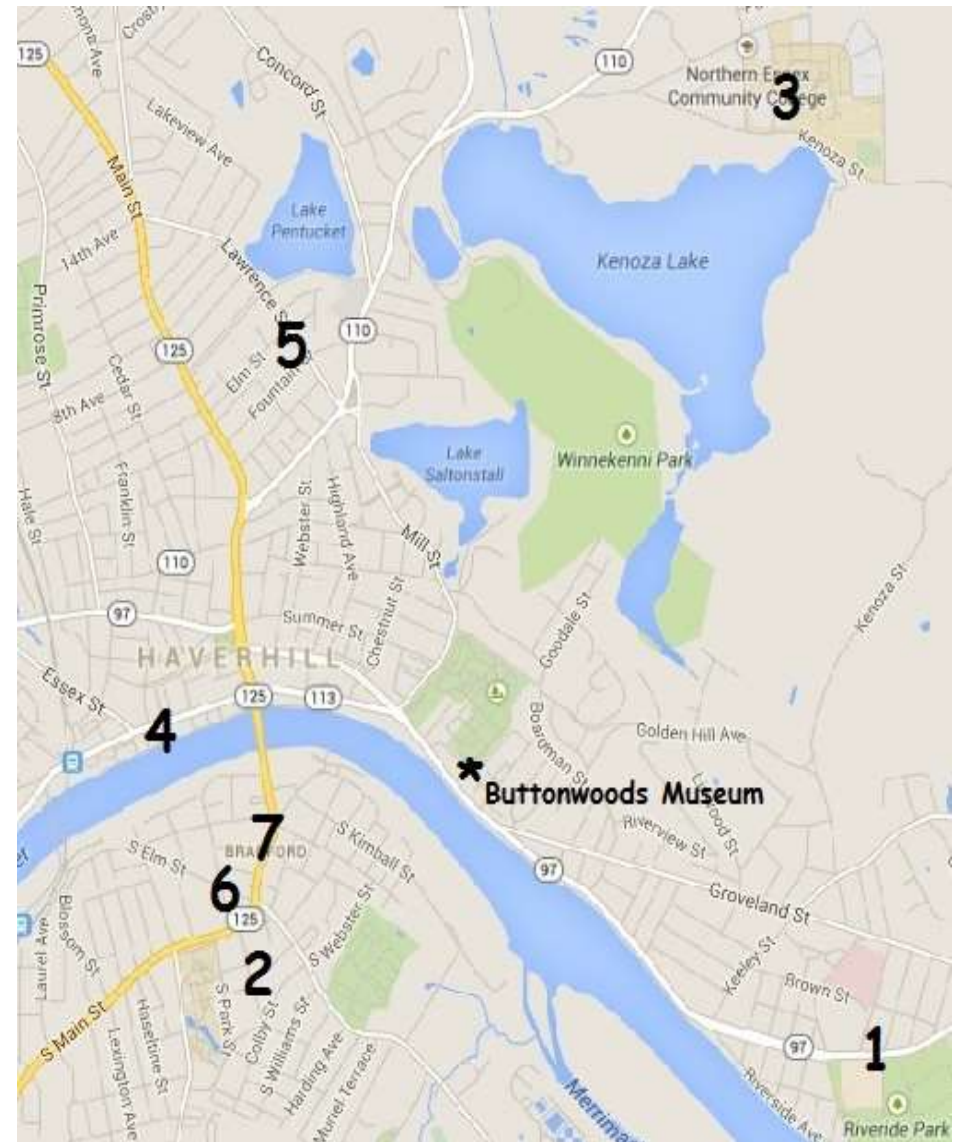 125
mona Ave
Crosby
Concord St
110
Northern Essex
Community College
3
Kenoza St
Lakeview Ave
Main St
Lake
Pentucket
14th Ave
Lawrence St
Kenoza Lake
Primrose St
5
110
125
Elm St
Fountain
Cedar St
8th Ave
Lake
Saltonstall
Winnekenni Park
Franklin St
Hale St
Webster St
Highland Ave
Mill St
110
Kenoza St
97
Summer St
Chestnut St
Goodale St
HAVERHILL
Essex St
125
113
4
Boardman St
Golden Hill Ave
*
Buttonwoods Museum
7
BRADFORD
S Elm St
S Kimball St
Riverview St
97
6
125
Groveland St
Laurel Ave
Blossom St
S Webster St
2
Keeley St
Brown St
S Main St
Haseltine St
Lexington Ave
S Park St
Colby St
S Williams St
Harding Ave
Muriel Terrace
97
1
Merrima
Riverside Ave
Riveride Park